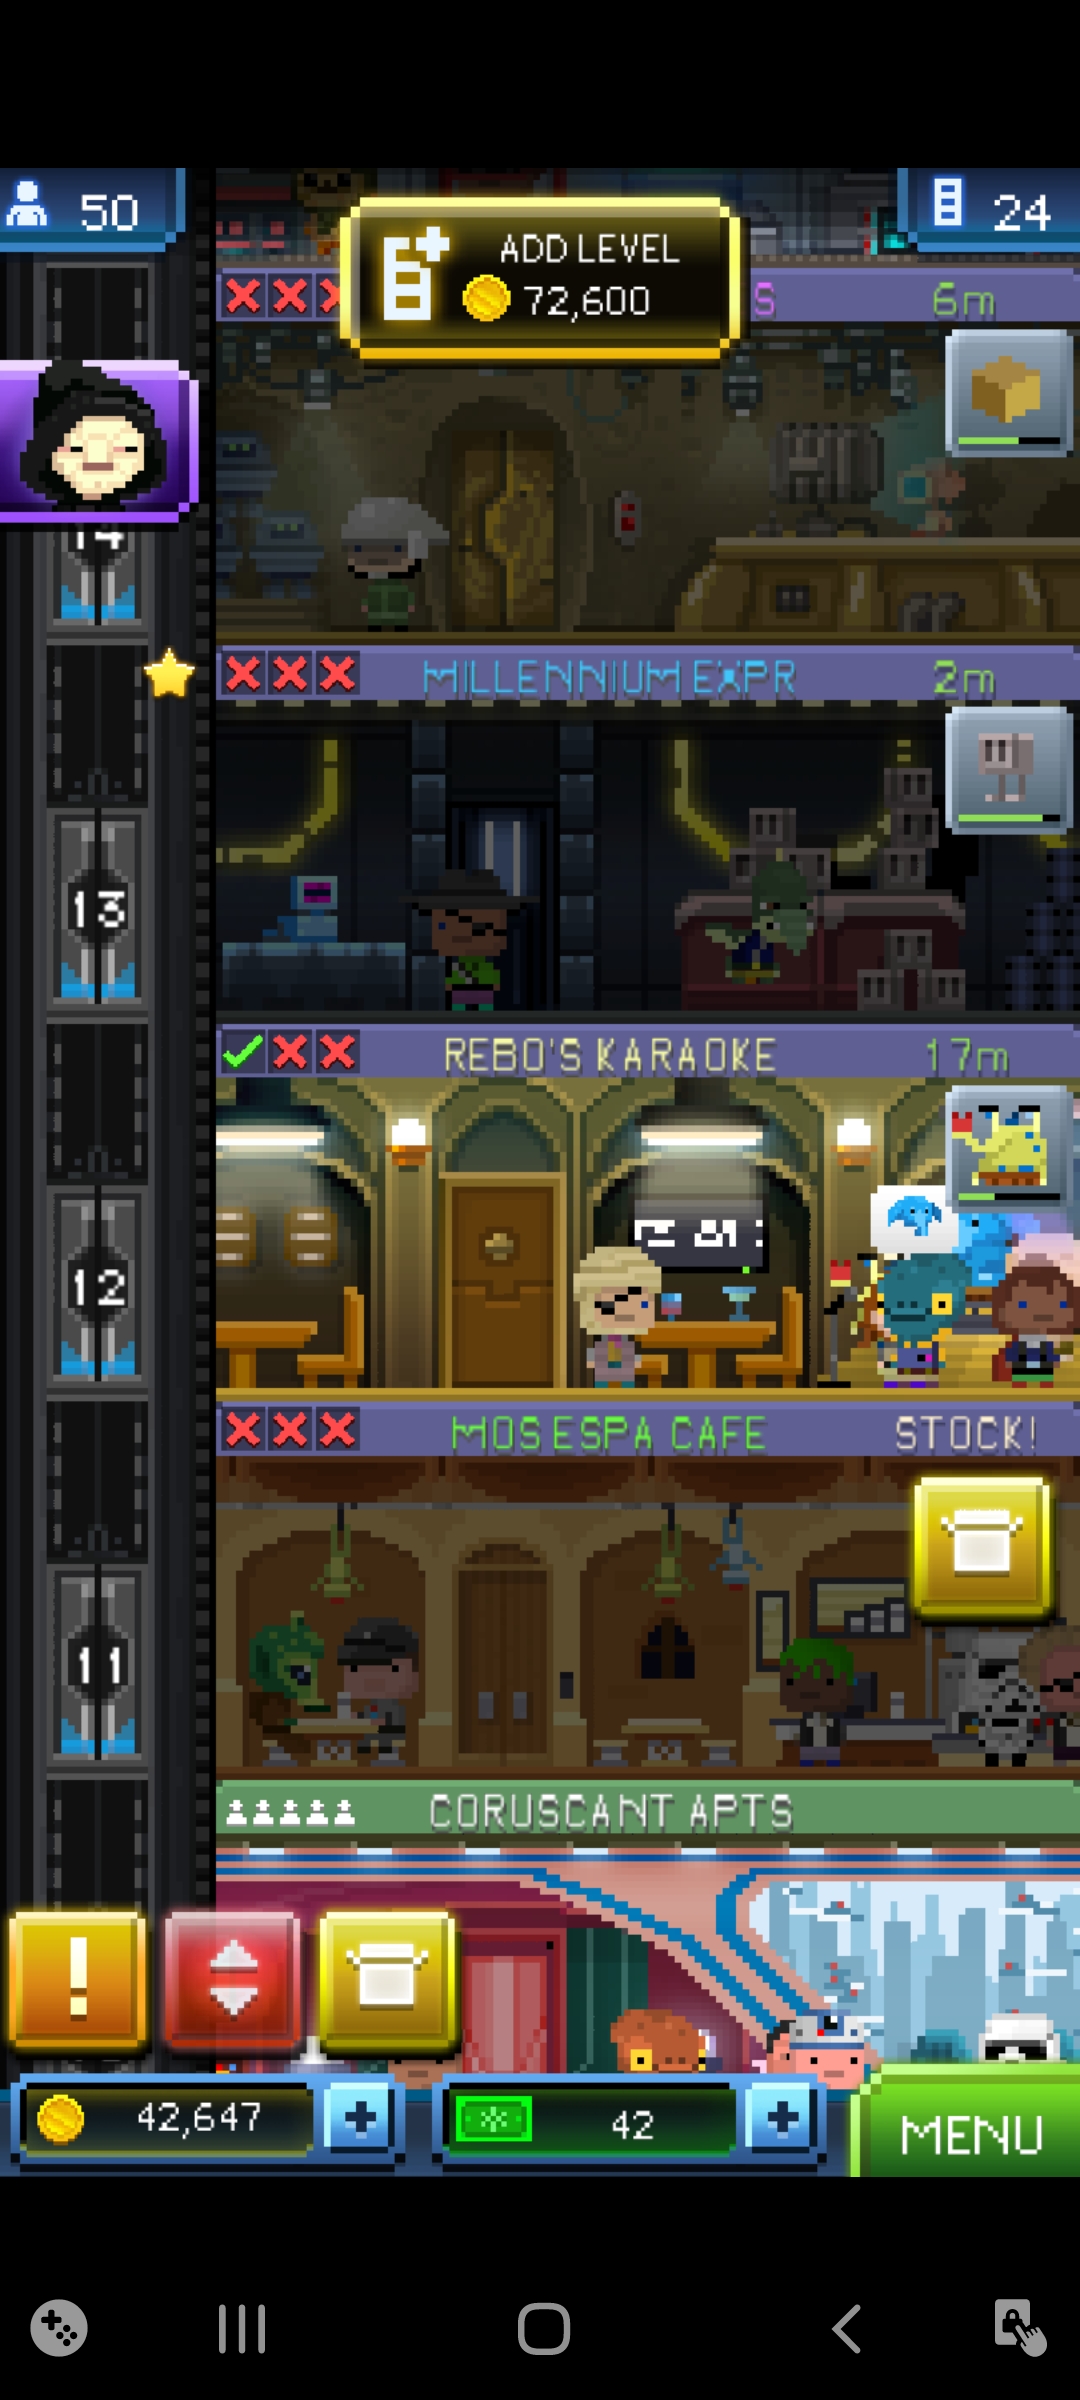 50
24
ADD LEVEL
72,600
S
6m
14
MILLENNIUM EXPR
2m
13
REBO'S KARAOKE
17m
12
MOS ESPA CAFE
STOCK!
11
CORUSCANT APTS
!
42,647
+
42
+
MENU